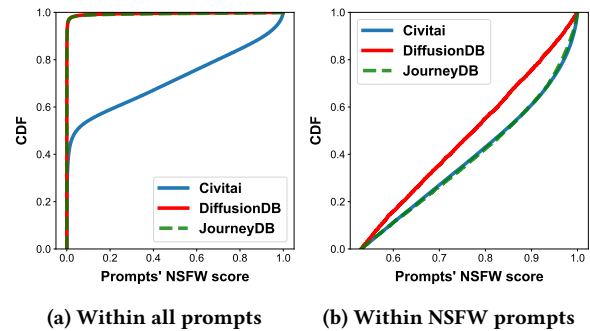 1.0
0.8
0.6
0.4
0.2
0.0
CDF
Civitai
DiffusionDB
JourneyDB
0.0 0.2 0.4 0.6 0.8 1.0
Prompts' NSFW score
(a) Within all prompts
1.0
0.8
0.6
0.4
0.2
0.0
CDF
Civitai
DiffusionDB
JourneyDB
0.6 0.7 0.8 0.9 1.0
Prompts' NSFW score
(b) Within NSFW prompts